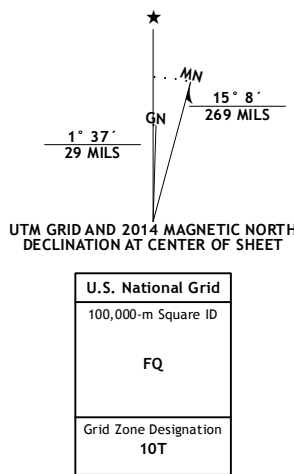 MN
GN
15° 8´
269 MILS
1° 37´
29 MILS
UTM GRID AND 2014 MAGNETIC NORTH
DECLINATION AT CENTER OF SHEET
U.S. National Grid
100,000-m Square ID
FQ
Grid Zone Designation
10T